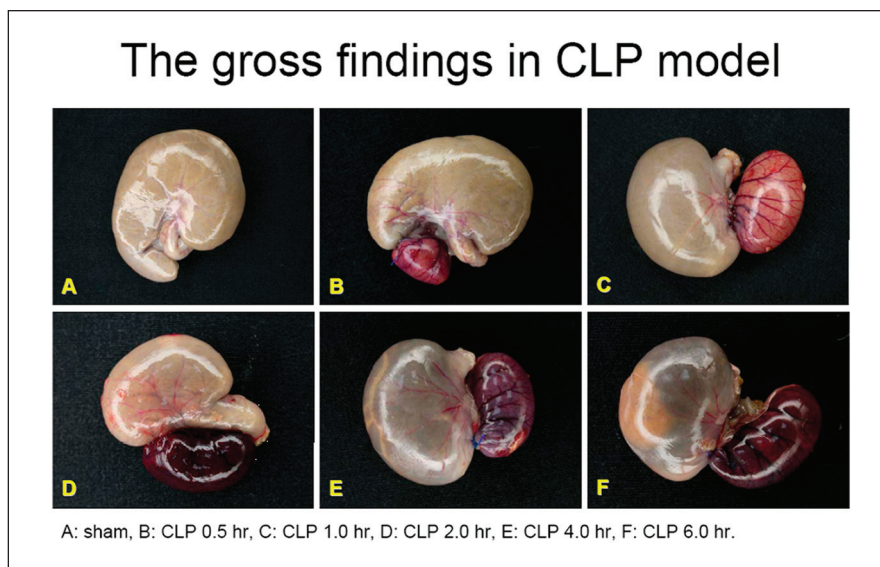 The gross findings in CLP model
A
B
C
D
E
F
A: sham, B: CLP 0.5 hr, C: CLP 1.0 hr, D: CLP 2.0 hr, E: CLP 4.0 hr, F: CLP 6.0 hr.